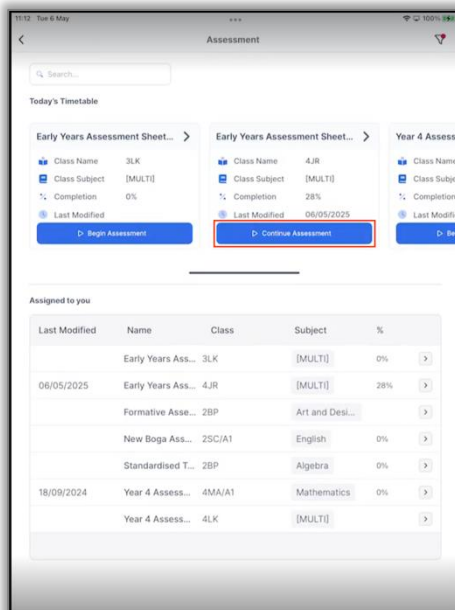 11:12 Tue 6 May
100%
Assessment
Search...
Today's Timetable
Early Years Assessment Sheet...
Class Name 3LK
Class Subject [MULTI]
Completion 0%
Last Modified
Begin Assessment
Early Years Assessment Sheet...
Class Name 4JR
Class Subject [MULTI]
Completion 28%
Last Modified 06/05/2025
Continue Assessment
Year 4 Assess
Class Name
Class Subje
Completion
Last Modifi
Be
Assigned to you
Last Modified Name Class Subject %
Early Years Ass... 3LK [MULTI] 0%
06/05/2025 Early Years Ass... 4JR [MULTI] 28%
Formative Asse... 2BP Art and Desi...
New Boga Ass... 2SC/A1 English 0%
Standardised T... 2BP Algebra 0%
18/09/2024 Year 4 Assess... 4MA/A1 Mathematics 0%
Year 4 Assess... 4LK [MULTI]